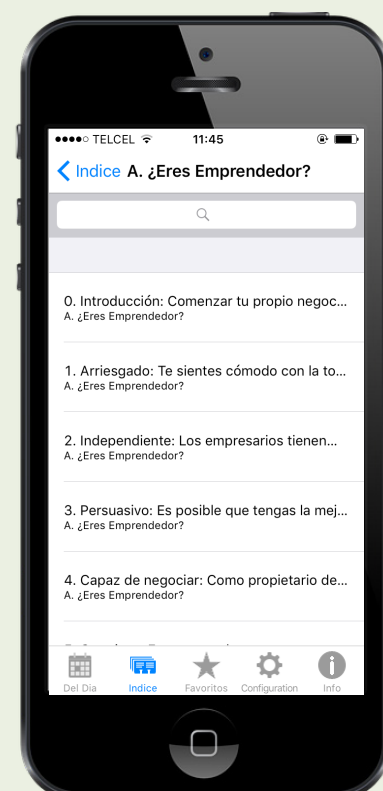 TELCEL 11:45
Indice A. ¿Eres Emprendedor?
0. Introducción: Comenzar tu propio negoc...
A. ¿Eres Emprendedor?
1. Arriesgado: Te sientes cómodo con la to...
A. ¿Eres Emprendedor?
2. Independiente: Los empresarios tienen...
A. ¿Eres Emprendedor?
3. Persuasivo: Es posible que tengas la mej...
A. ¿Eres Emprendedor?
4. Capaz de negociar: Como propietario de...
A. ¿Eres Emprendedor?
Del Dia Indice Favoritos Configuration Info